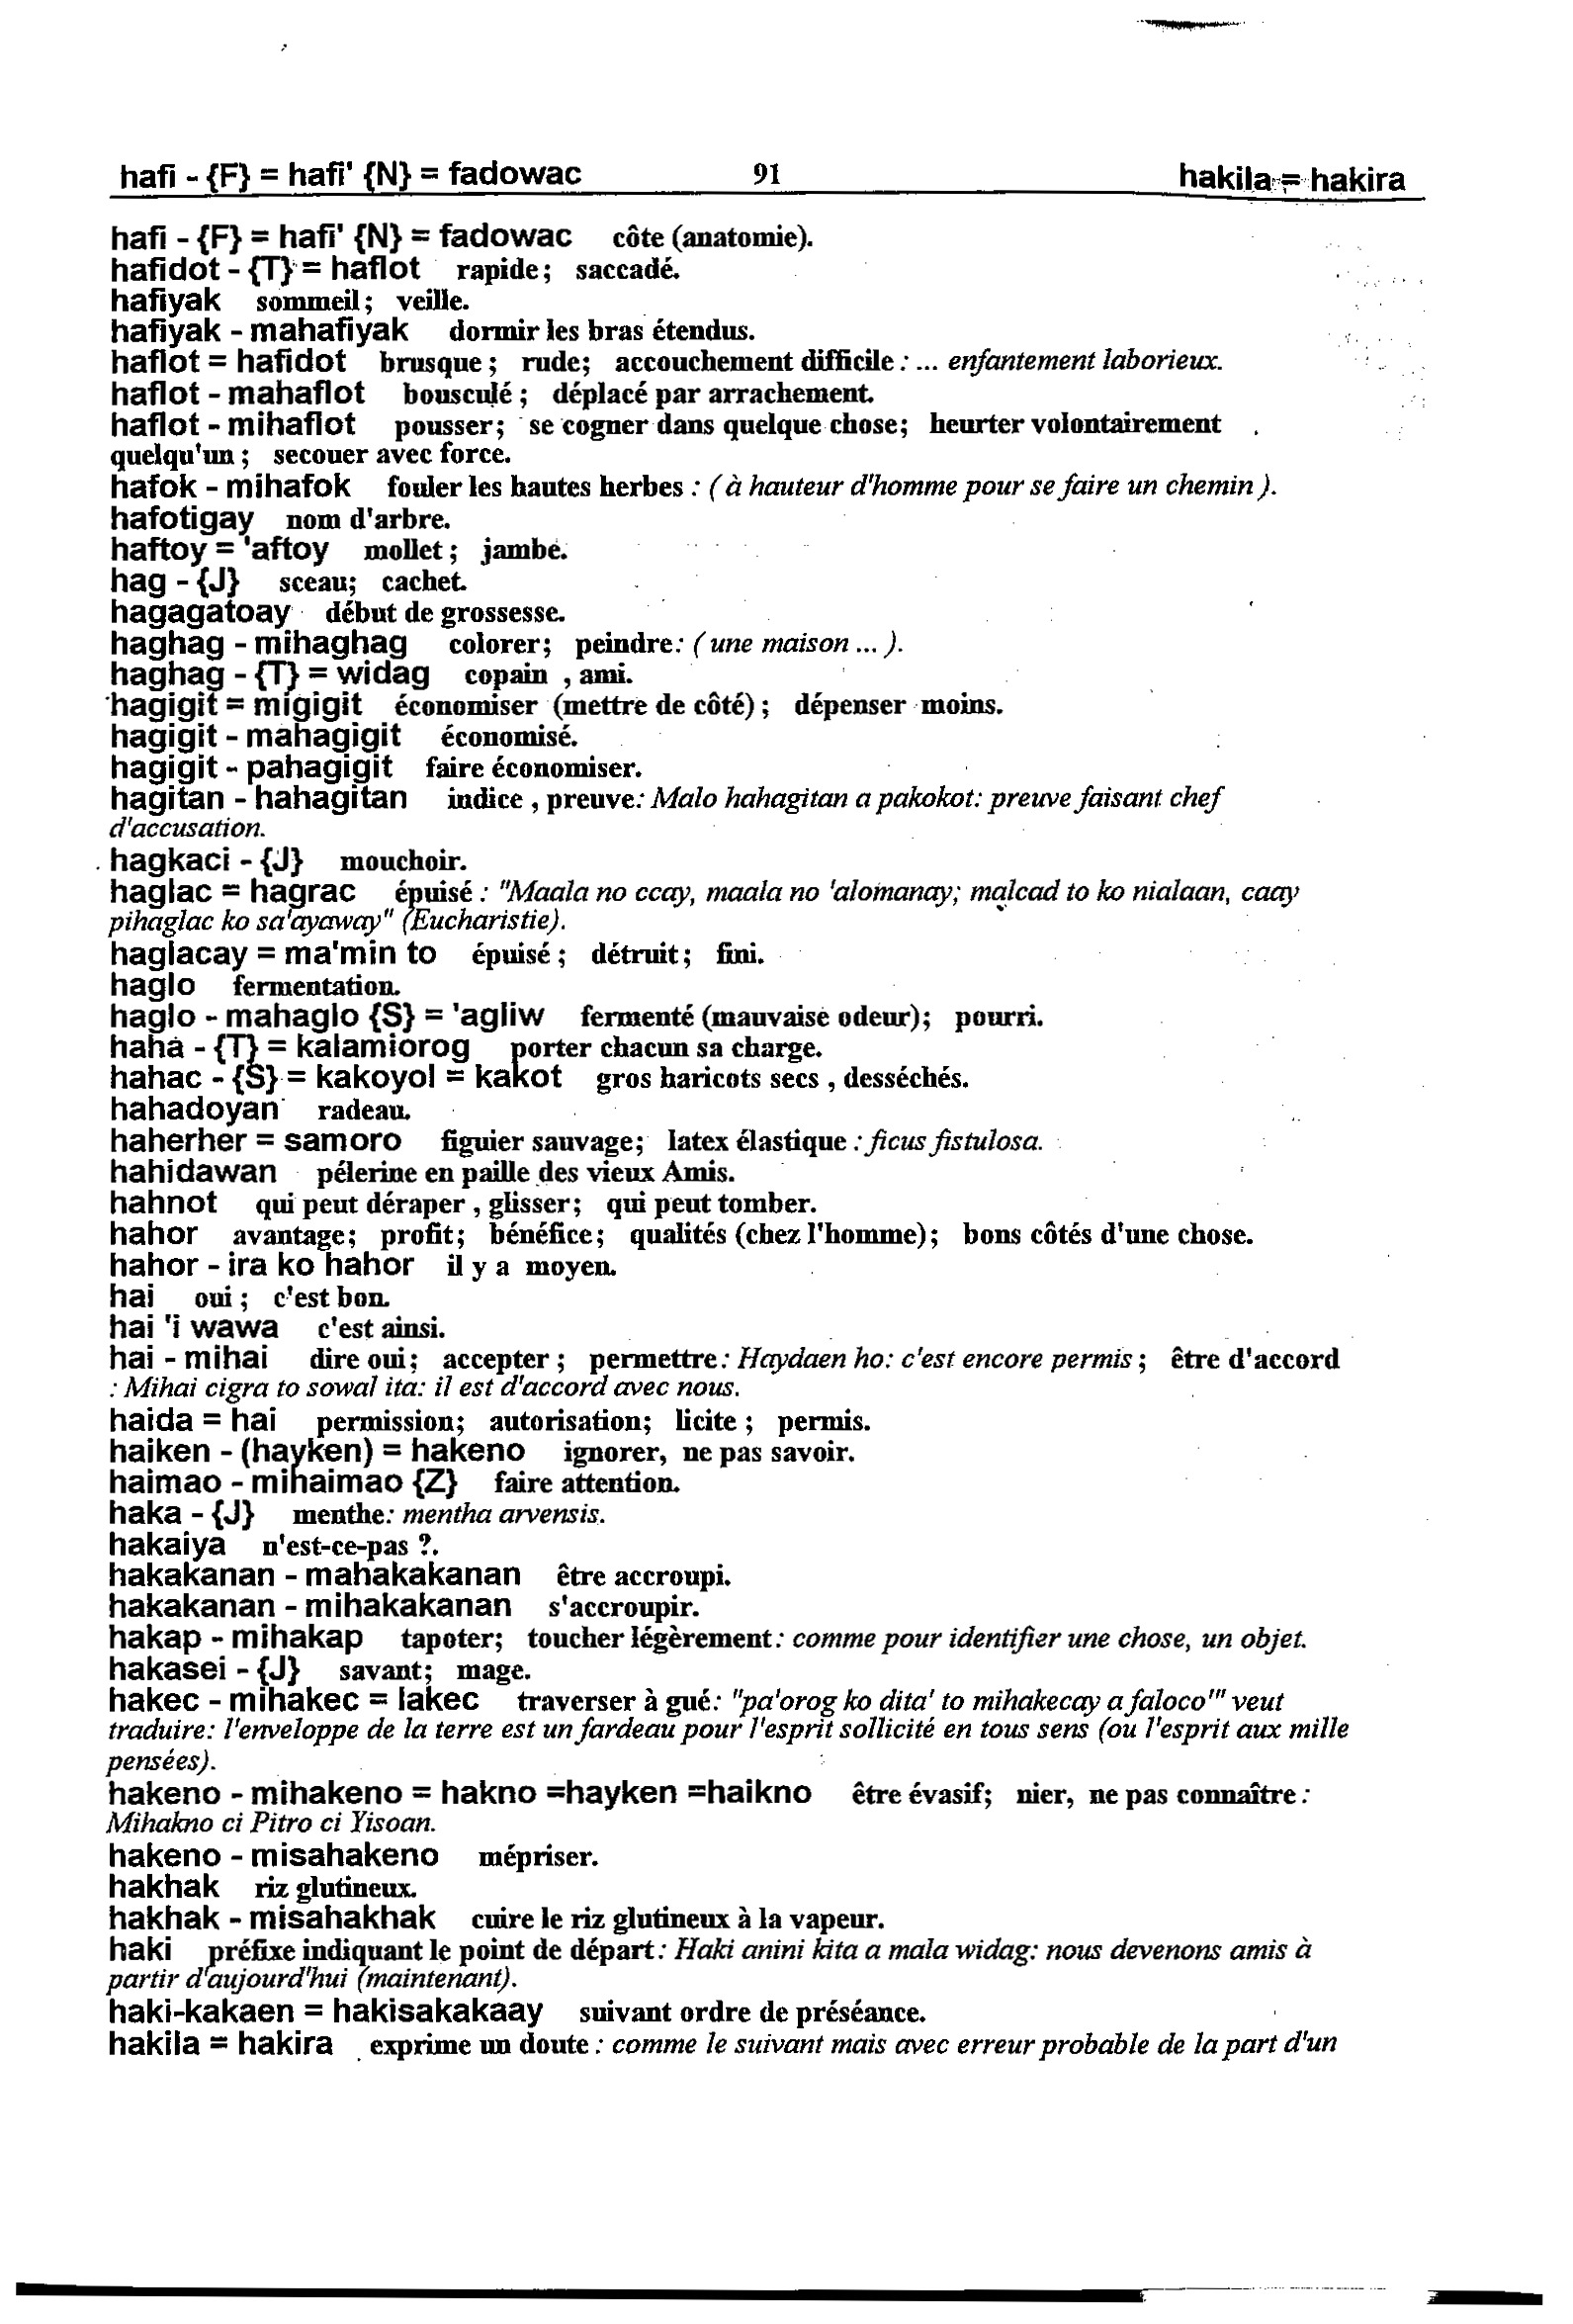 hafi - {F} = hafi' {N} = fadowac 91 hakila = hakira
hafi - {F} = hafi' {N} = fadowac côte (anatomie).
hafidot - {T} = haflot rapide ; saccadé.
hafiyak sommeil ; veille.
hafiyak - mahafiyak dormir les bras étendus.
haflot = hafidot brusque ; rude; accouchement difficile : ... enfantement laborieux.
haflot - mahaflot bousculé ; déplacé par arrachement.
haflot - mihaflot pousser; se cogner dans quelque chose; heurter volontairement
quelqu'un ; secouer avec force.
hafok - mihafok fouler les hautes herbes : ( à hauteur d'homme pour se faire un chemin ).
hafotigay nom d'arbre.
haftoy = 'aftoy mollet ; jambe.
hag - {J} sceau; cachet.
hagagatoay début de grossesse.
haghag - mihaghag colorer; peindre: ( une maison ... ).
haghag - {T} = widag copain , ami.
hagigit = migigit économiser (mettre de côté) ; dépenser moins.
hagigit - mahagigit économisé.
hagigit - pahagigit faire économiser.
hagitan - hahagitan indice , preuve: Malo hahagitan a pakokot: preuve faisant chef
d'accusation.
hagkaci - {J} mouchoir.
haglac = hagrac épuisé : "Maala no ccay, maala no 'alomanay; malcad to ko nialaan, caay
pihaglac ko sa'ayaway" (Eucharistie).
haglacay = ma'min to épuisé ; détruit ; fini.
haglo fermentation.
haglo - mahaglo {S} = 'agliw fermenté (mauvaise odeur); pourri.
haha - {T} = kalamiorog porter chacun sa charge.
hahac - {S} = kakoyol = kakot gros haricots secs , desséchés.
hahadoyan radeau.
haherher = samoro figuier sauvage; latex élastique : ficus fistulosa.
hahidawan pélerine en paille des vieux Amis.
hahnot qui peut déraper , glisser; qui peut tomber.
hahor avantage; profit; bénéfice; qualités (chez l'homme); bons côtés d'une chose.
hahor - ira ko hahor il y a moyen.
hai oui ; c'est bon.
hai 'i wawa c'est ainsi.
hai - mihai dire oui; accepter ; permettre: Haydaen ho: c'est encore permis ; être d'accord
: Mihai cigra to sowal ita: il est d'accord avec nous.
haida = hai permission; autorisation; licite ; permis.
haiken - (hayken) = hakeno ignorer, ne pas savoir.
haimao - mihaimao {Z} faire attention.
haka - {J} menthe: mentha arvensis.
hakaiya n'est-ce-pas ?.
hakakanan - mahakakanan être accroupi.
hakakanan - mihakakanan s'accroupir.
hakap - mihakap tapoter; toucher légèrement : comme pour identifier une chose, un objet.
hakasei - {J} savant; mage.
hakec - mihakec = lakec traverser à gué: "pa'orog ko dita' to mihakecay a faloco'" veut
traduire: l'enveloppe de la terre est un fardeau pour l'esprit sollicité en tous sens (ou l'esprit aux mille
pensées).
hakeno - mihakeno = hakno =hayken =haikno être évasif; nier, ne pas connaître :
Mihakno ci Pitro ci Yisoan.
hakeno - misahakeno mépriser.
hakhak riz glutineux.
hakhak - misahakhak cuire le riz glutineux à la vapeur.
haki préfixe indiquant le point de départ : Haki anini kita a mala widag: nous devenons amis à
partir d'aujourd'hui (maintenant).
haki-kakaen = hakisakakaay suivant ordre de préséance.
hakila = hakira exprime un doute : comme le suivant mais avec erreur probable de la part d'un